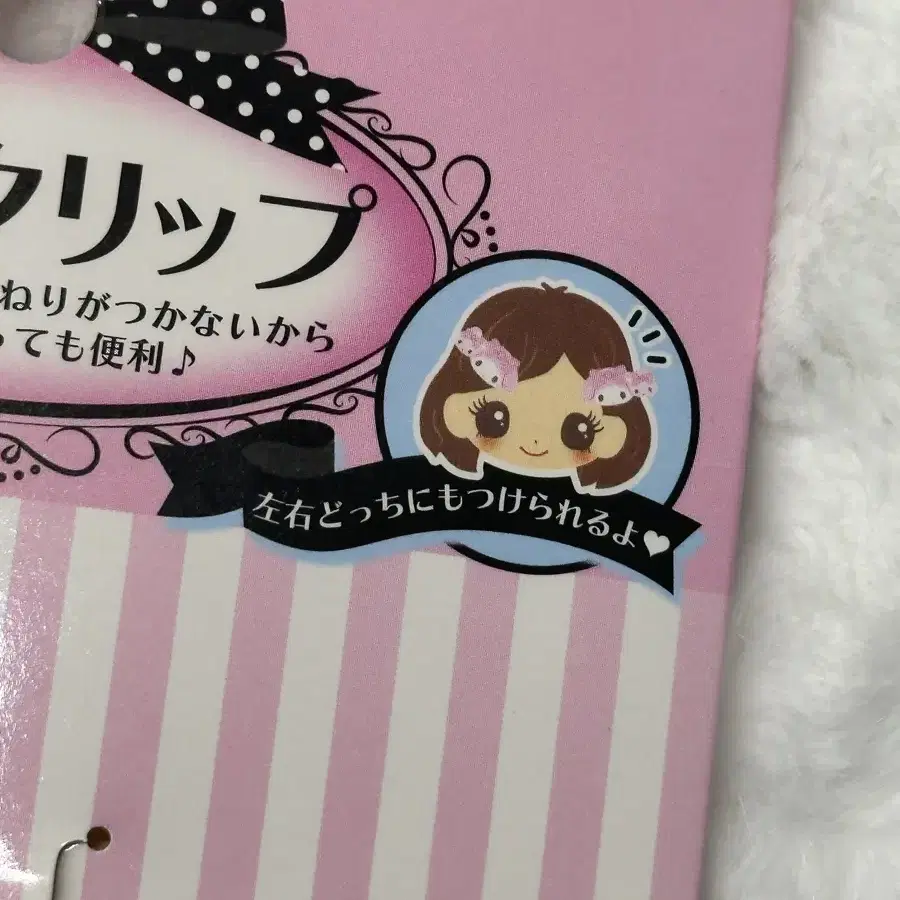 クリップ
ねりがつかないから
っても便利♪
左右どっちにもつけられるよ♥